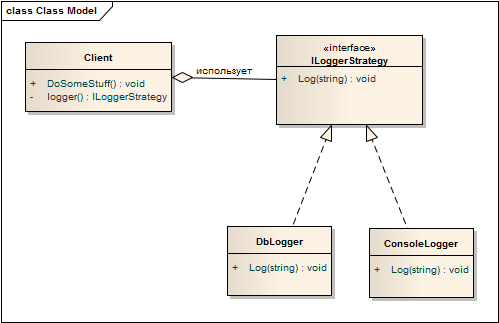 class Class Model
Client
+ DoSomeStuff() : void
- logger() : ILoggerStrategy
использует
«interface»
ILoggerStrategy
+ Log(string) : void
DbLogger
+ Log(string) : void
ConsoleLogger
+ Log(string) : void